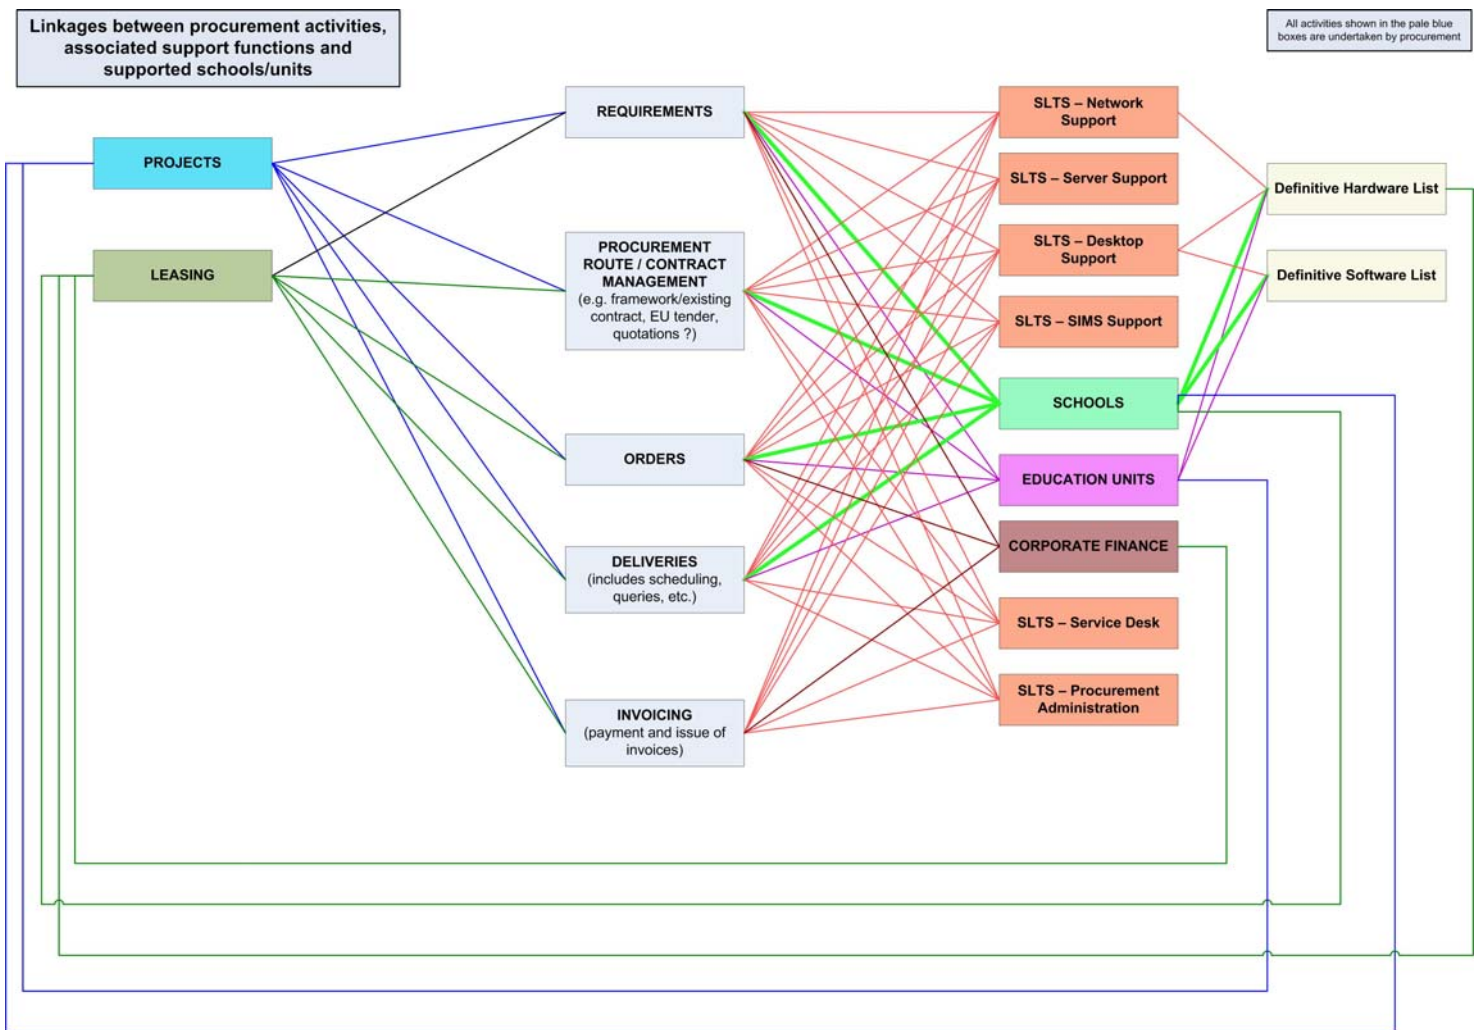 Linkages between procurement activities,
associated support functions and
supported schools/units
All activities shown in the pale blue
boxes are undertaken by procurement
PROJECTS
LEASING
REQUIREMENTS
PROCUREMENT
ROUTE / CONTRACT
MANAGEMENT
(e.g. framework/existing
contract, EU tender,
quotations ?)
ORDERS
DELIVERIES
(includes scheduling,
queries, etc.)
INVOICING
(payment and issue of
invoices)
SLTS – Network
Support
SLTS – Server Support
SLTS – Desktop
Support
SLTS – SIMS Support
SCHOOLS
EDUCATION UNITS
CORPORATE FINANCE
SLTS – Service Desk
SLTS – Procurement
Administration
Definitive Hardware List
Definitive Software List